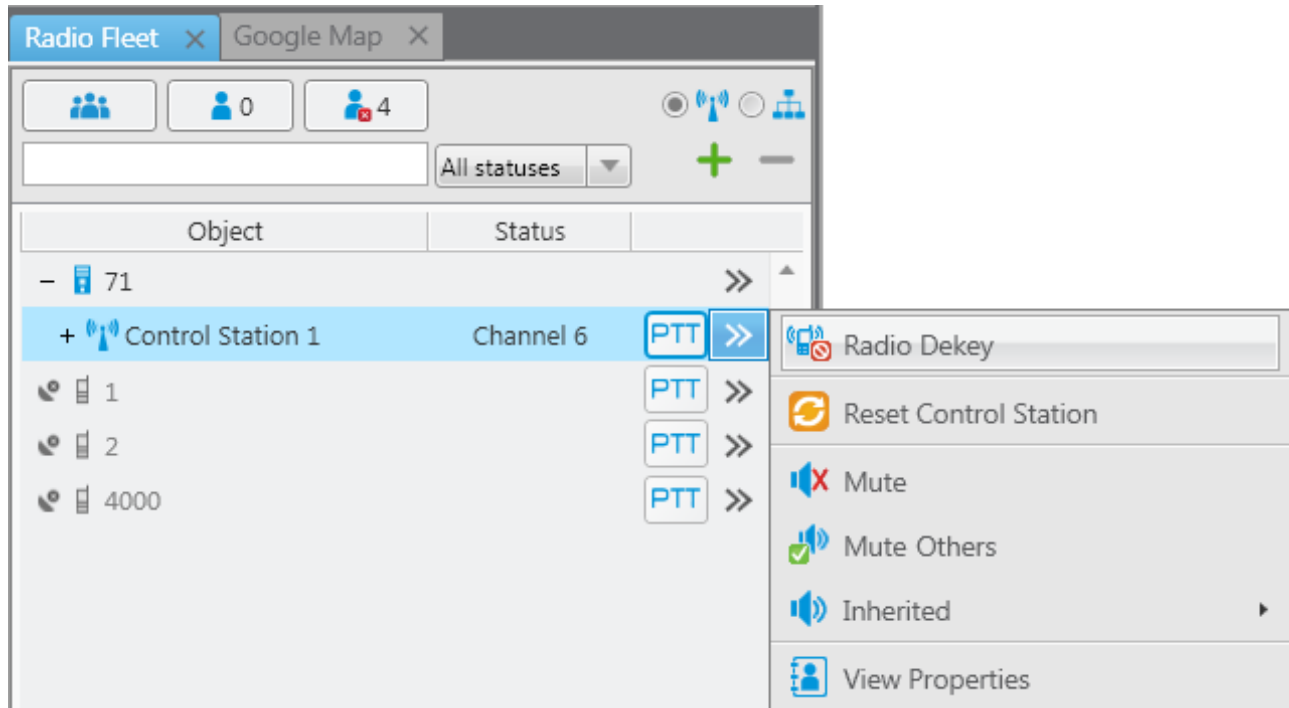 Radio Fleet Google Map
0 4
All statuses
Object Status
71
Control Station 1 Channel 6 PTT
1 PTT
2 PTT
4000 PTT
Radio Dekey
Reset Control Station
Mute
Mute Others
Inherited
View Properties